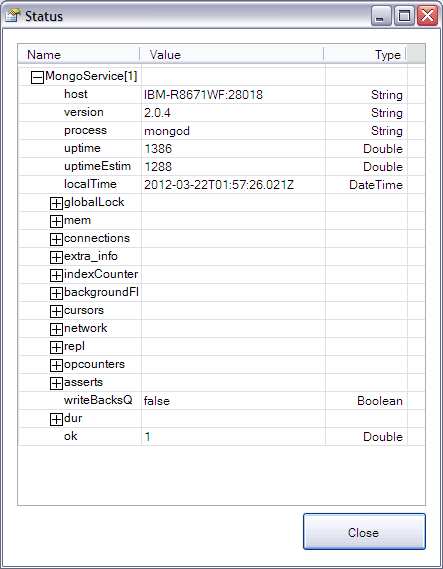 Status
Name Value Type
MongoService[1]
host IBM-R8671WF:28018 String
version 2.0.4 String
process mongod String
uptime 1386 Double
uptimeEstim 1288 Double
localTime 2012-03-22T01:57:26.021Z DateTime
globalLock
mem
connections
extra_info
indexCounter
backgroundFl
cursors
network
repl
opcounters
asserts
writeBacksQ false Boolean
dur
ok 1 Double
Close